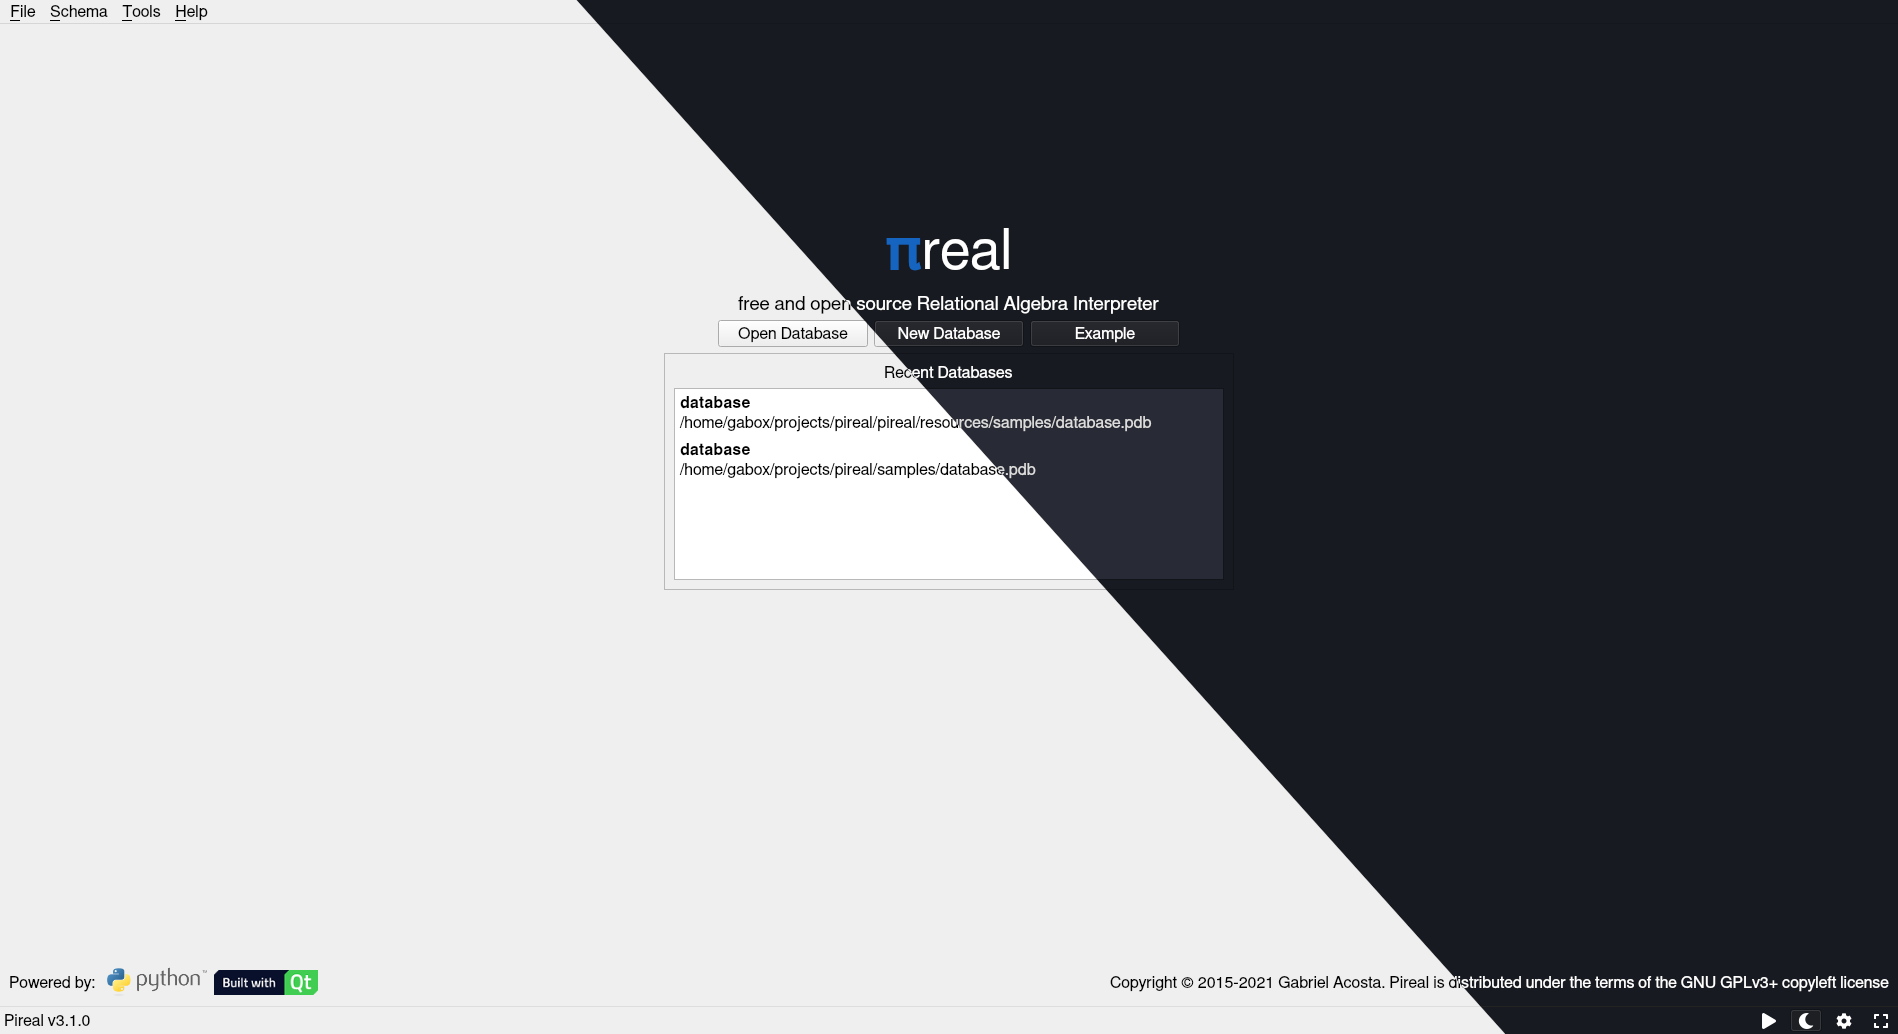 File Schema Tools Help
πreal
free and open source Relational Algebra Interpreter
Open Database New Database Example
Recent Databases
database
/home/gabox/projects/pireal/pireal/resources/samples/database.pdb
database
/home/gabox/projects/pireal/samples/database.pdb
Powered by: python™ Built with Qt
Copyright © 2015-2021 Gabriel Acosta. Pireal is distributed under the terms of the GNU GPLv3+ copyleft license
Pireal v3.1.0